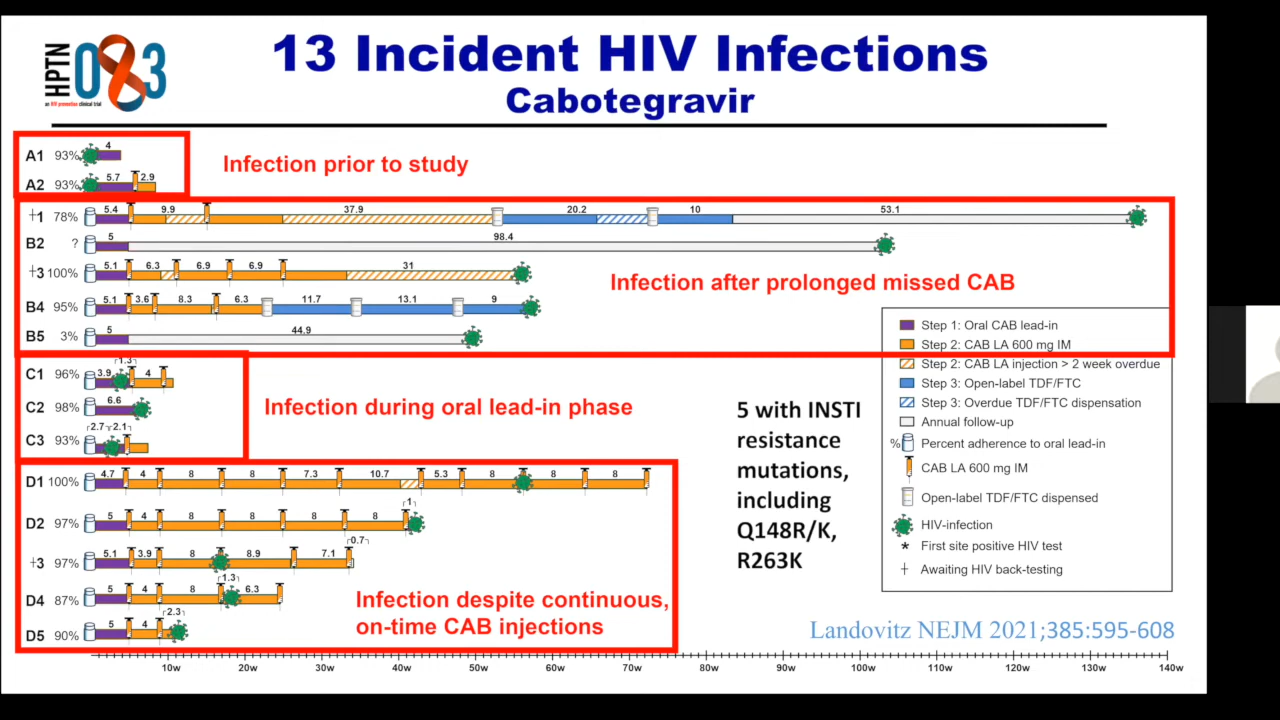 HPTN
083
an HIV prevention clinical trial
13 Incident HIV Infections
Cabotegravir
A1 93% 4
Infection prior to study
A2 93% 5.7 2.9
†1 78% 5.4 9.9 37.9 20.2 10 53.1
B2 ? 5 98.4
†3 100% 5.1 6.3 6.9 6.9 31
Infection after prolonged missed CAB
B4 95% 5.1 3.6 8.3 6.3 11.7 13.1 9
B5 3% 5 44.9
C1 96% 3.9 1.3 4
C2 98% 6.6
Infection during oral lead-in phase
C3 93% 2.7 2.1
D1 100% 4.7 4 8 8 7.3 10.7 5.3 8 8 8
D2 97% 5 4 8 8 8 8 1
†3 97% 5.1 3.9 8 8.9 7.1 0.7
D4 87% 5 4 8 1.3 6.3
D5 90% 5 4 2.3
Infection despite continuous,
on-time CAB injections
5 with INSTI
resistance
mutations,
including
Q148R/K,
R263K
Step 1: Oral CAB lead-in
Step 2: CAB LA 600 mg IM
Step 2: CAB LA injection > 2 week overdue
Step 3: Open-label TDF/FTC
Step 3: Overdue TDF/FTC dispensation
Annual follow-up
% Percent adherence to oral lead-in
CAB LA 600 mg IM
Open-label TDF/FTC dispensed
HIV-infection
* First site positive HIV test
† Awaiting HIV back-testing
Landovitz NEJM 2021;385:595-608
10w 20w 30w 40w 50w 60w 70w 80w 90w 100w 110w 120w 130w 140w